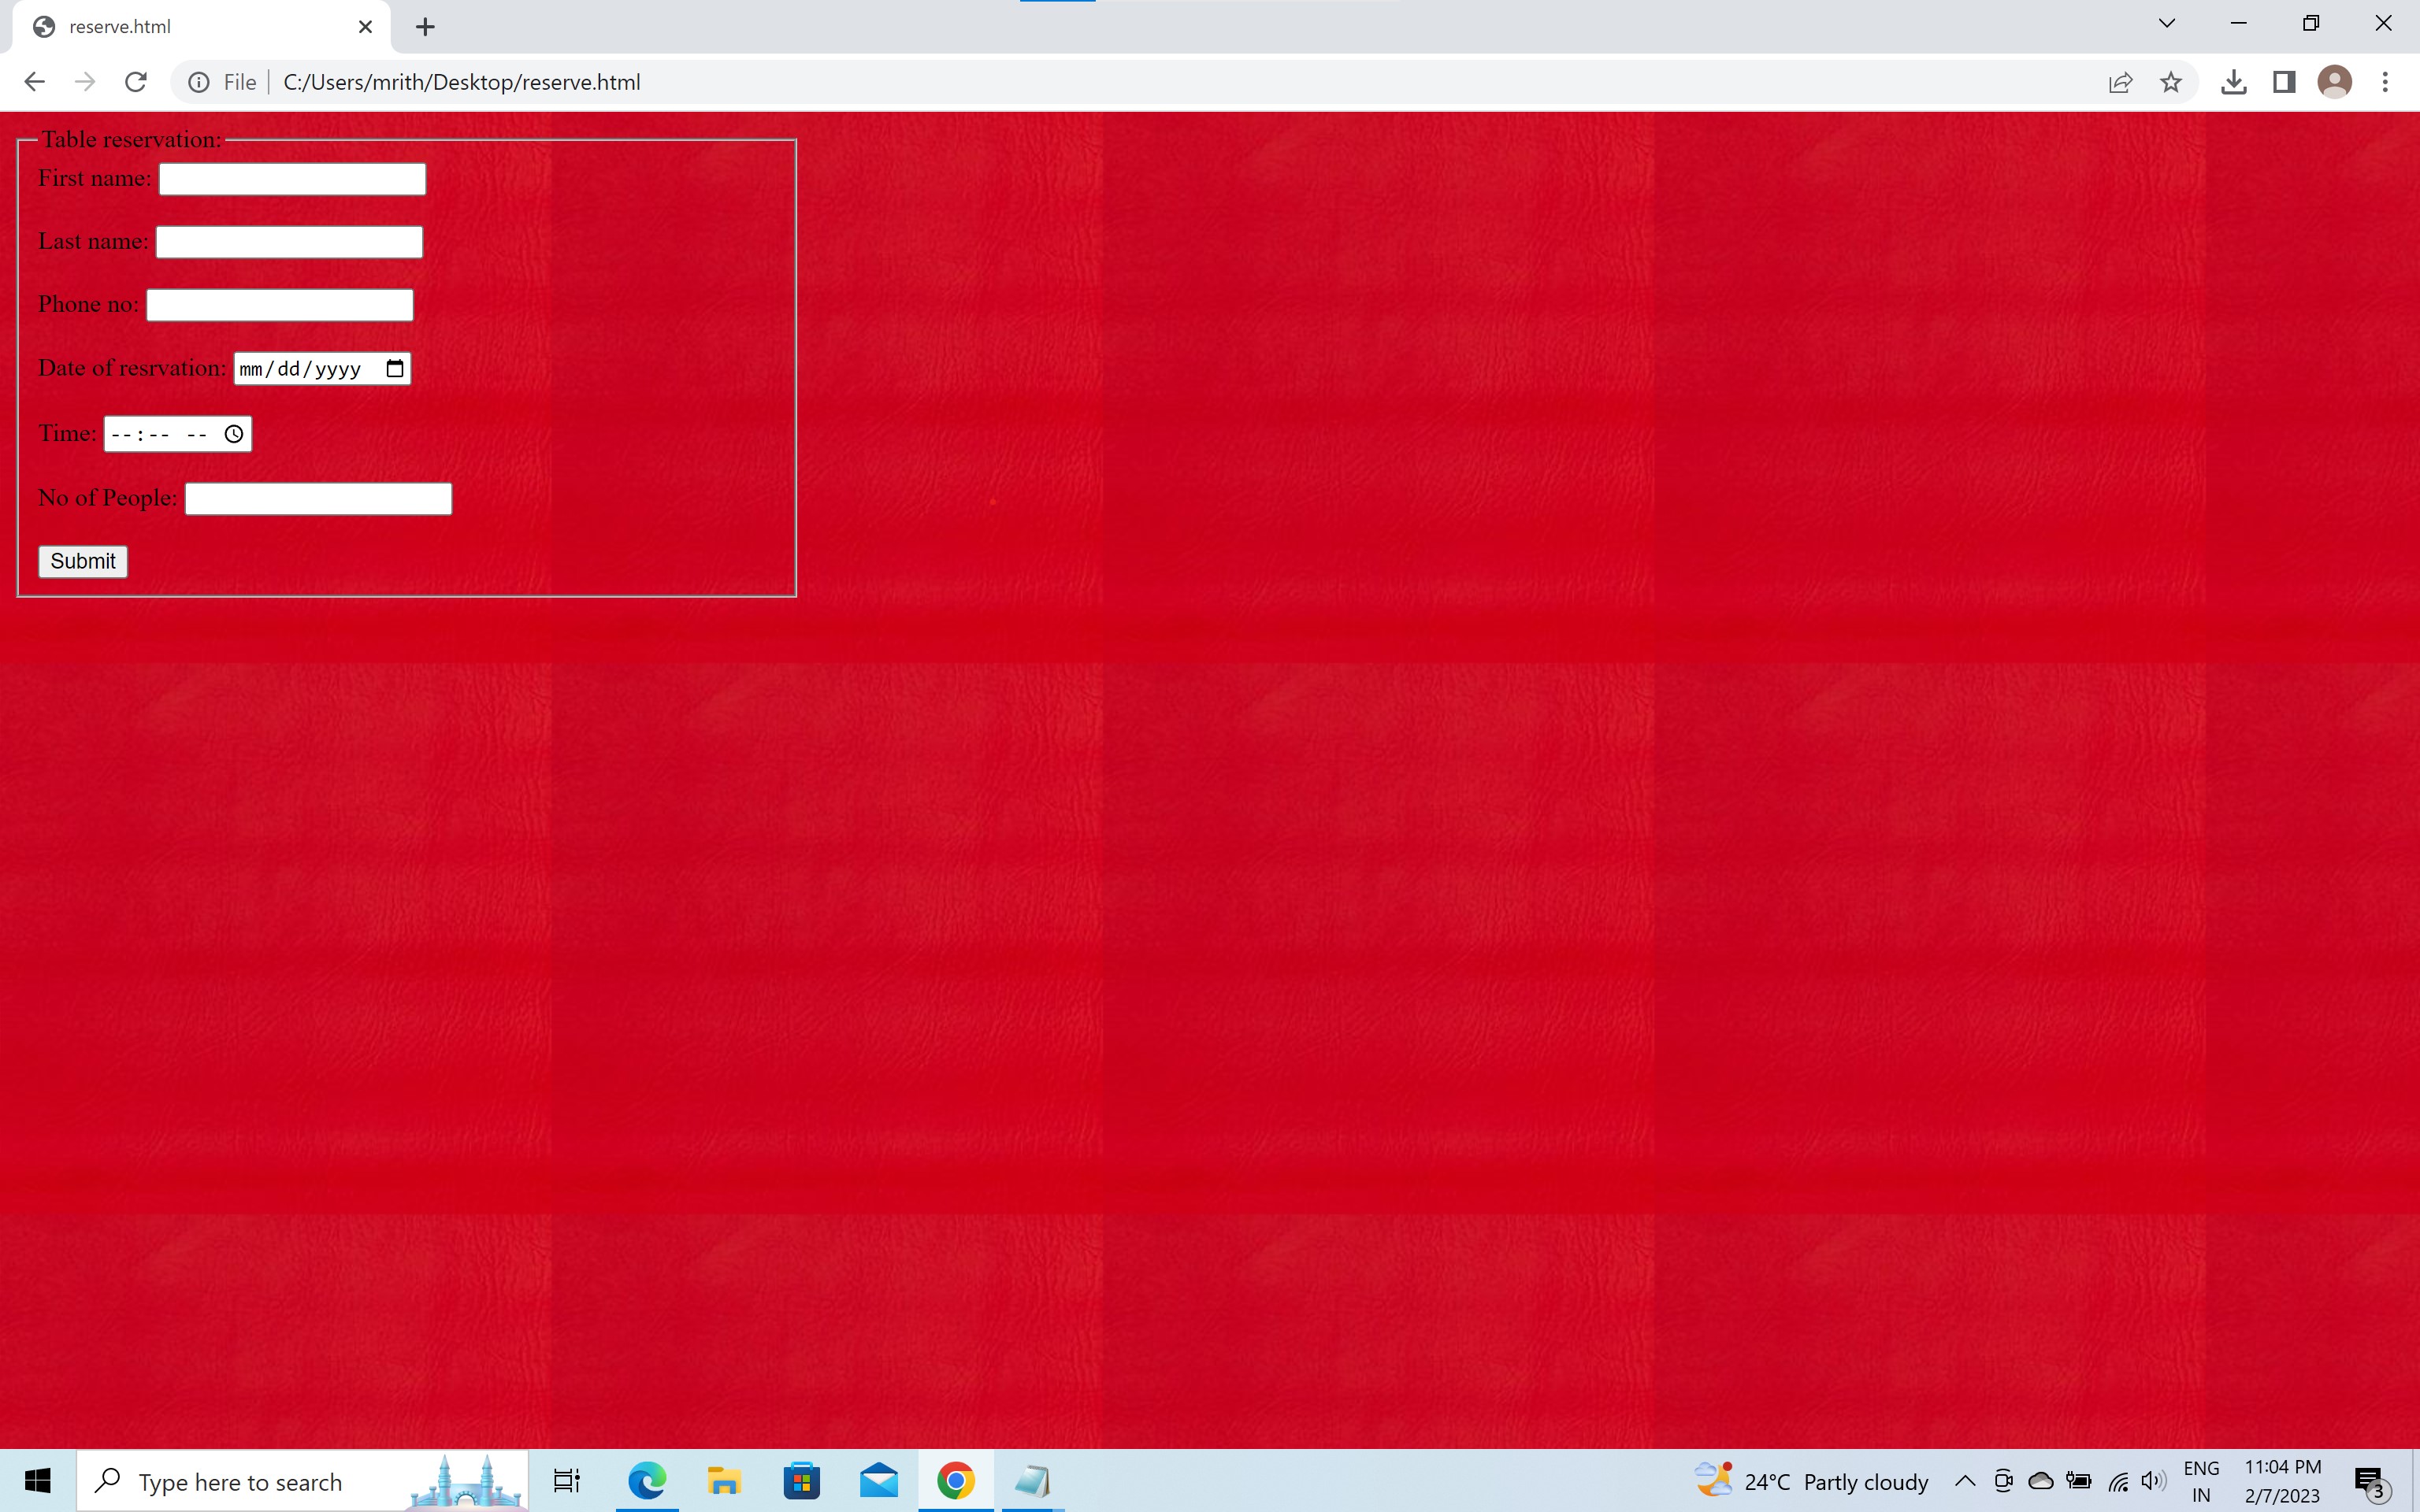 reserve.html
File C:/Users/mrith/Desktop/reserve.html
Table reservation:
First name:
Last name:
Phone no:
Date of resrvation: mm/dd/yyyy
Time: --:-- --
No of People:
Submit
Type here to search
24°C Partly cloudy
ENG
IN
11:04 PM
2/7/2023
3